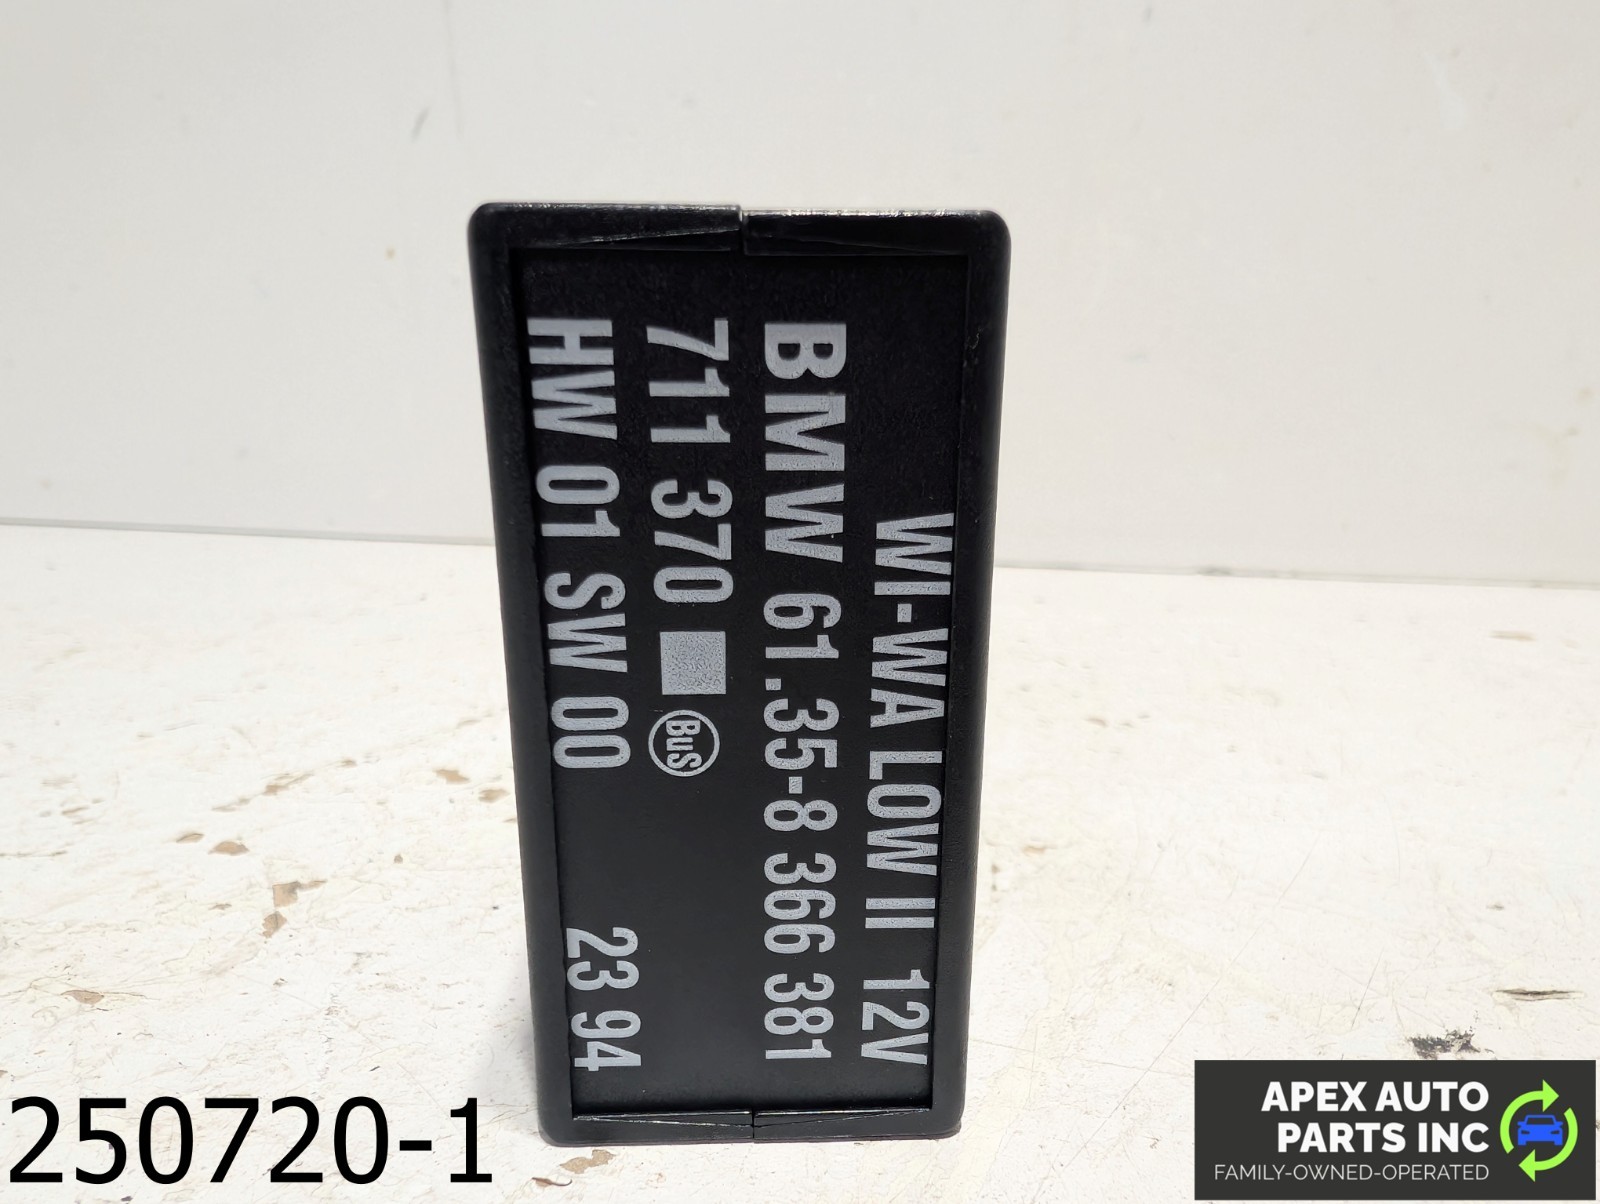 WI-WA LOW II 12V
BMW 61.35-8 366 381
711 370 BuS
HW 01 SW 00 23 94
250720-1
APEX AUTO
PARTS INC
FAMILY-OWNED-OPERATED